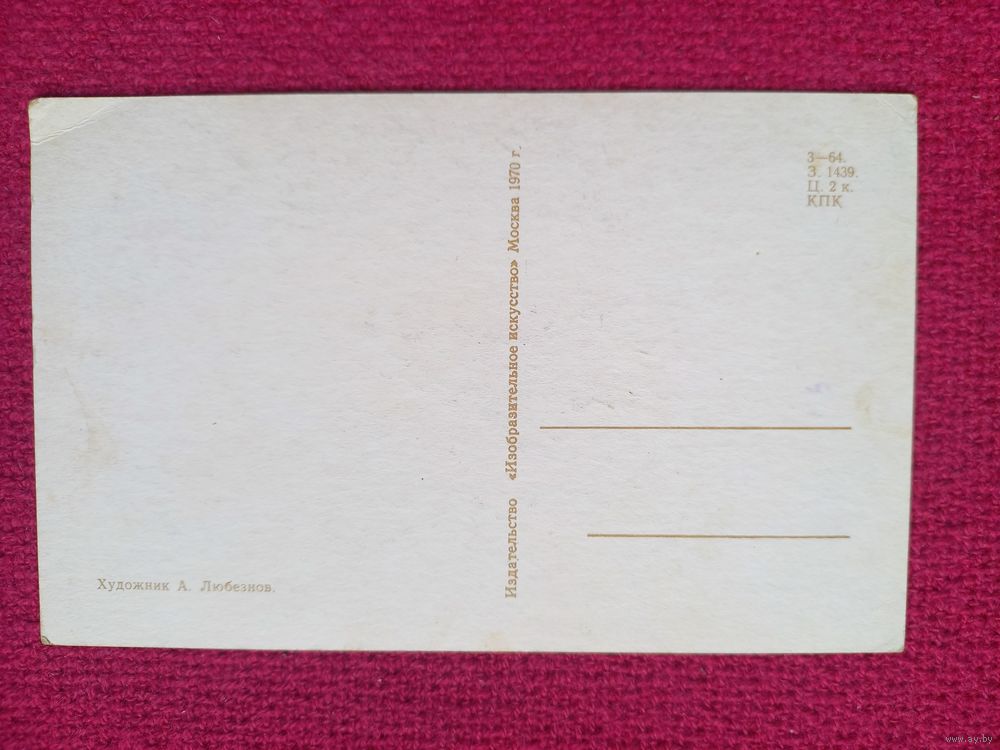 Художник А. Любезнов.
Издательство «Изобразительное искусство» Москва 1970 г.
3—64.
З. 1439.
Ц. 2 к.
КПК
www.ay.by